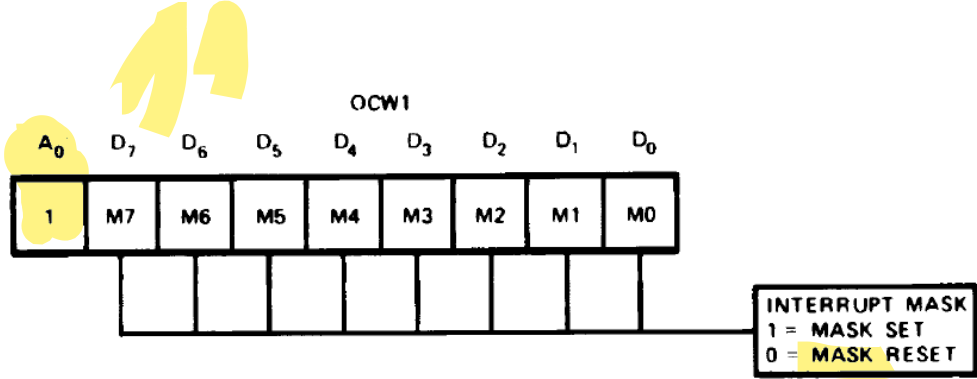 OCW1
A₀ D₇ D₆ D₅ D₄ D₃ D₂ D₁ D₀
1 M7 M6 M5 M4 M3 M2 M1 M0
INTERRUPT MASK
1 = MASK SET
0 = MASK RESET